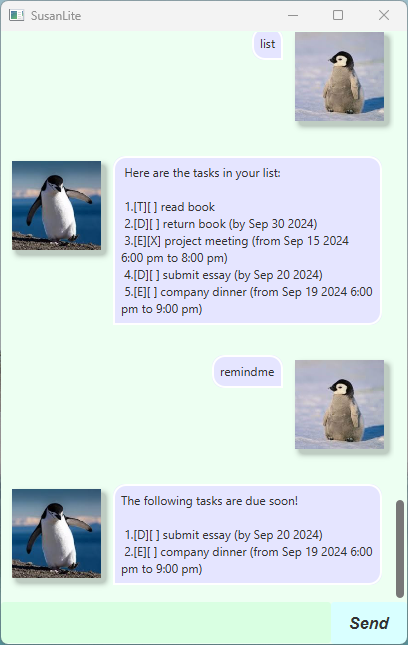 SusanLite
list
Here are the tasks in your list:
1.[T][ ] read book
2.[D][ ] return book (by Sep 30 2024)
3.[E][X] project meeting (from Sep 15 2024
6:00 pm to 8:00 pm)
4.[D][ ] submit essay (by Sep 20 2024)
5.[E][ ] company dinner (from Sep 19 2024 6:00
pm to 9:00 pm)
remindme
The following tasks are due soon!
1.[D][ ] submit essay (by Sep 20 2024)
2.[E][ ] company dinner (from Sep 19 2024 6:00
pm to 9:00 pm)
Send